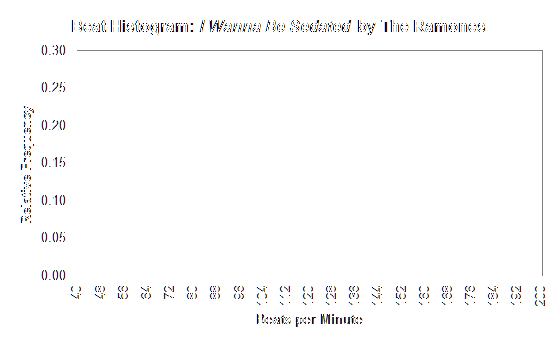 Beat Histogram: I Wanna Be Sedated by The Ramones
0.30
0.25
0.20
0.15
0.10
0.05
0.00
Relative Frequency
40 48 56 64 72 80 88 96 104 112 120 128 136 144 152 160 168 176 184 192 200
Beats per Minute